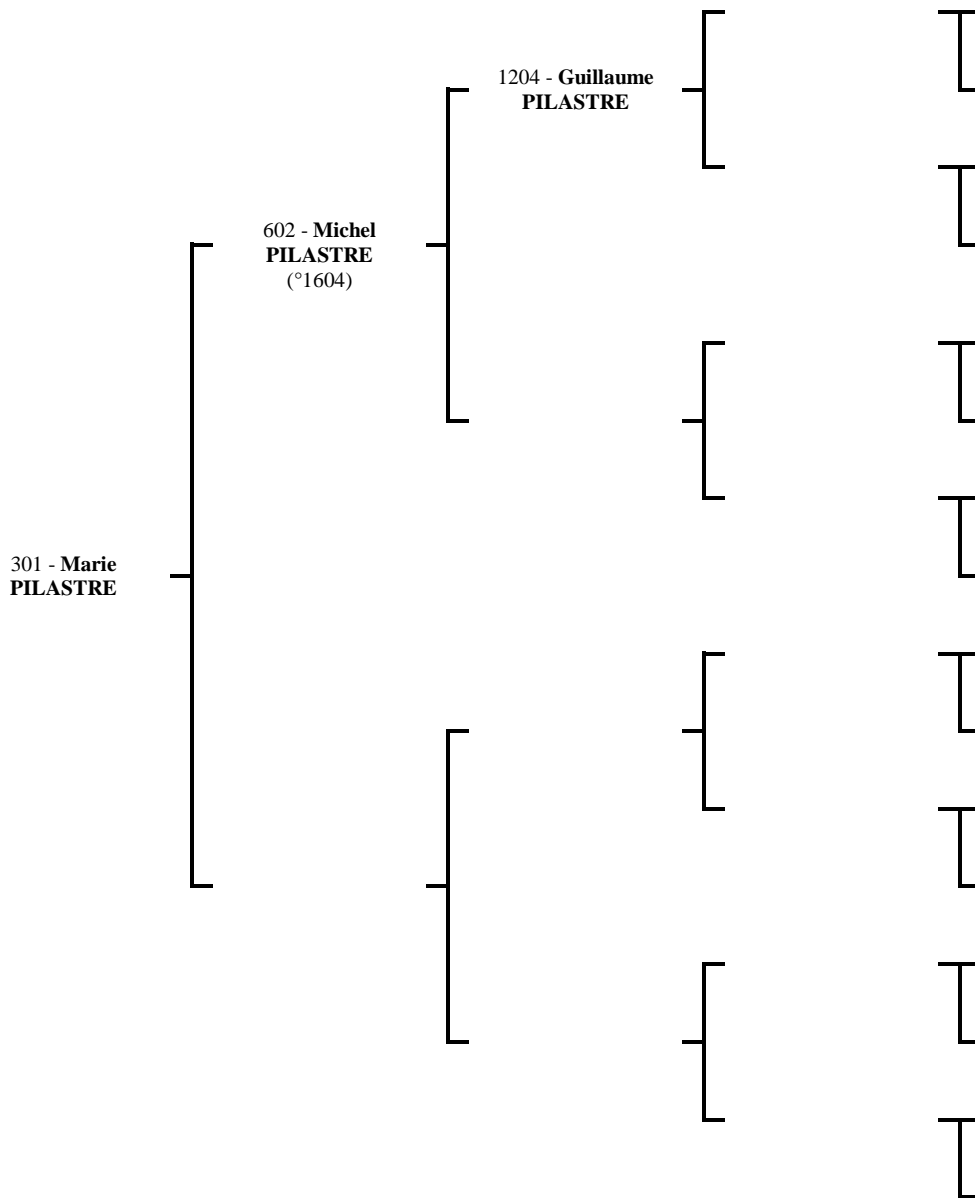 1204 - Guillaume
PILASTRE
602 - Michel
PILASTRE
(°1604)
301 - Marie
PILASTRE